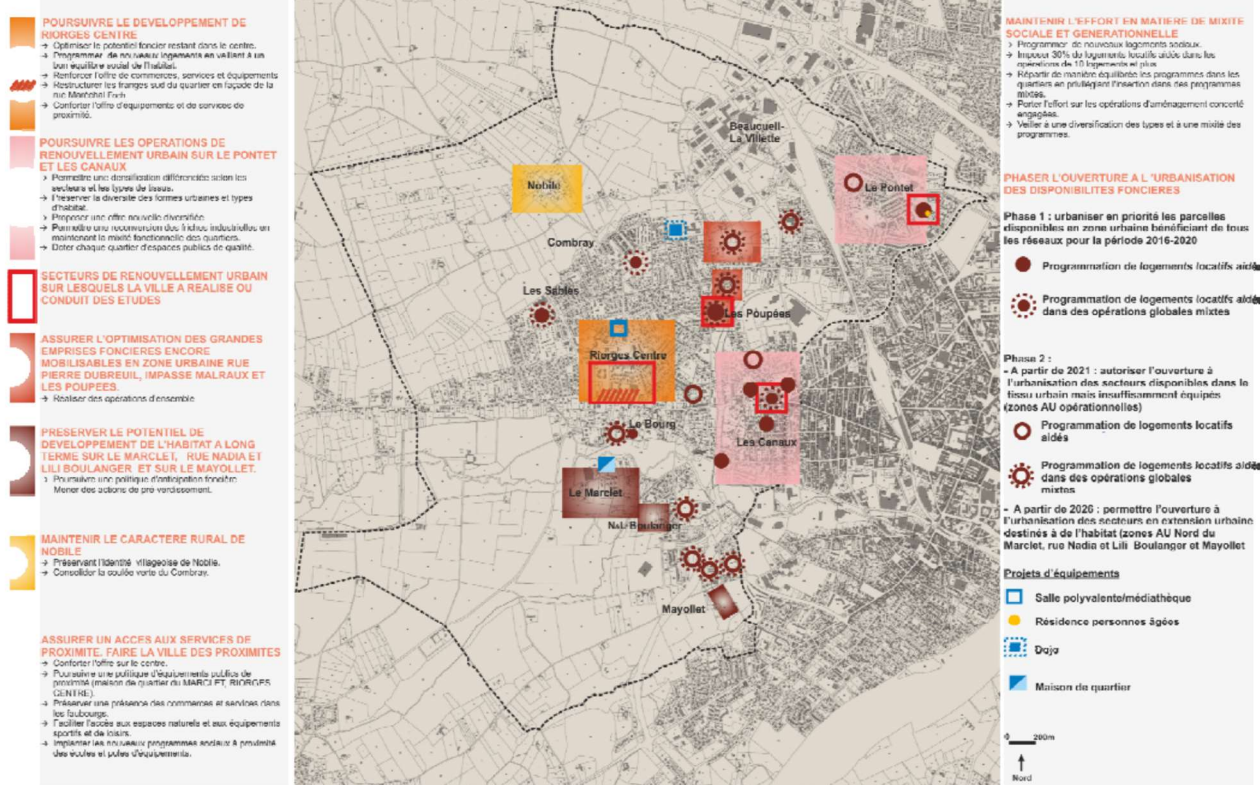 POURSUIVRE LE DEVELOPPEMENT DE
RIORGES CENTRE
→ Optimiser le potentiel foncier restant dans le centre.
→ Programmer de nouveaux logements en veillant à un
bon équilibre social de l'habitat.
→ Renforcer l'offre de commerces, services et équipements
→ Restructurer les franges sud du quartier en façade de la
rue Maréchal Foch
→ Conforter l'offre d'équipements et de services de
proximité.
POURSUIVRE LES OPERATIONS DE
RENOUVELLEMENT URBAIN SUR LE PONTET
ET LES CANAUX
> Permettre une densification différenciée selon les
secteurs et les types de tissus.
→ Préserver la diversité des formes urbaines et types
d'habitat.
> Proposer une offre nouvelle diversifiée
→ Permettre une reconversion des friches industrielles en
maintenant la mixité fonctionnelle des quartiers.
→ Doter chaque quartier d'espaces publics de qualité.
SECTEURS DE RENOUVELLEMENT URBAIN
SUR LESQUELS LA VILLE A REALISE OU
CONDUIT DES ETUDES
ASSURER L'OPTIMISATION DES GRANDES
EMPRISES FONCIERES ENCORE
MOBILISABLES EN ZONE URBAINE RUE
PIERRE DUBREUIL, IMPASSE MALRAUX ET
LES POUPEES.
→ Réaliser des opérations d'ensemble
PRESERVER LE POTENTIEL DE
DEVELOPPEMENT DE L'HABITAT A LONG
TERME SUR LE MARCLET, RUE NADIA ET
LILI BOULANGER ET SUR LE MAYOLLET.
> Poursuivre une politique d'anticipation foncière
Mener des actions de pré verdissement.
MAINTENIR LE CARACTERE RURAL DE
NOBILE
→ Préservant l'identité villageoise de Nobile.
→ Consolider la coulée verte du Combray.
ASSURER UN ACCES AUX SERVICES DE
PROXIMITE. FAIRE LA VILLE DES PROXIMITES
→ Conforter l'offre sur le centre.
→ Poursuivre une politique d'équipements publics de
proximité (maison de quartier du MARCLET, RIORGES
CENTRE).
→ Préserver une présence des commerces et services dans
les faubourgs.
→ Faciliter l'accès aux espaces naturels et aux équipements
sportifs et de loisirs.
→ Implanter les nouveaux programmes sociaux à proximité
des écoles et poles d'équipements.
Beaucueil-
La Villette
Nobile
Le Pontet
Combray
Les Sables
Les Poupées
Riorges Centre
Le Bourg
Les Canaux
Le Marclet
N.L. Boulanger
Mayollet
MAINTENIR L'EFFORT EN MATIERE DE MIXITE
SOCIALE ET GENERATIONNELLE
> Programmer de nouveaux logements sociaux.
→ Imposer 30% de logements locatifs aidés dans les
opérations de 10 logements et plus
→ Répartir de manière équilibrée les programmes dans les
quartiers en privilégiant l'insertion dans des programmes
mixtes.
→ Porter l'effort sur les opérations d'aménagement concerté
engagées.
→ Veiller à une diversification des types et à une mixité des
programmes.
PHASER L'OUVERTURE A L 'URBANISATION
DES DISPONIBILITES FONCIERES
Phase 1 : urbaniser en priorité les parcelles
disponibles en zone urbaine bénéficiant de tous
les réseaux pour la période 2016-2020
Programmation de logements locatifs aidés
Programmation de logements locatifs aidés
dans des opérations globales mixtes
Phase 2 :
- A partir de 2021 : autoriser l'ouverture à
l'urbanisation des secteurs disponibles dans le
tissu urbain mais insuffisamment équipés
(zones AU opérationnelles)
Programmation de logements locatifs
aidés
Programmation de logements locatifs aidés
dans des opérations globales
mixtes
- A partir de 2026 : permettre l'ouverture à
l'urbanisation des secteurs en extension urbaine
destinés à de l'habitat (zones AU Nord du
Marclet, rue Nadia et Lili Boulanger et Mayollet
Projets d'équipements
Salle polyvalente/médiathèque
Résidence personnes âgées
Dojo
Maison de quartier
0 200m
Nord